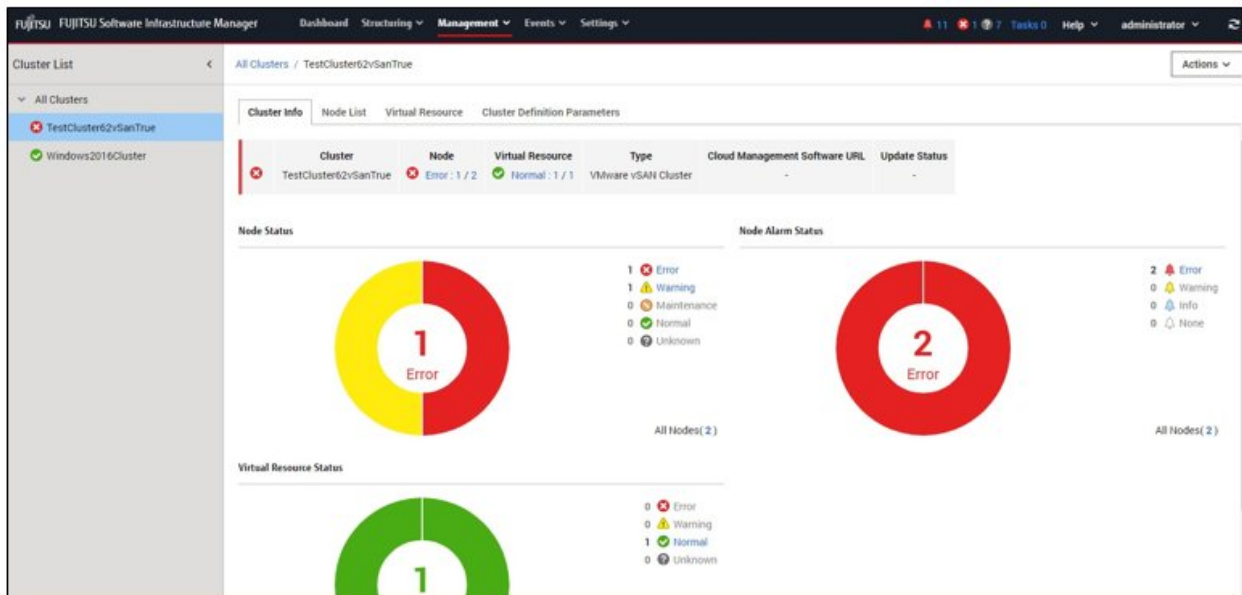 FUJITSU FUJITSU Software Infrastructure Manager Dashboard Structuring Management Events Settings 11 1 7 Tasks 0 Help administrator
Cluster List All Clusters / TestCluster62vSanTrue Actions
All Clusters
TestCluster62vSanTrue
Windows2016Cluster
Cluster Info Node List Virtual Resource Cluster Definition Parameters
Cluster Node Virtual Resource Type Cloud Management Software URL Update Status
TestCluster62vSanTrue Error : 1 / 2 Normal : 1 / 1 VMware vSAN Cluster - -
Node Status
1 Error
1 Warning
0 Maintenance
0 Normal
0 Unknown
1
Error
All Nodes( 2 )
Node Alarm Status
2 Error
0 Warning
0 Info
0 None
2
Error
All Nodes( 2 )
Virtual Resource Status
0 Error
0 Warning
1 Normal
0 Unknown
1